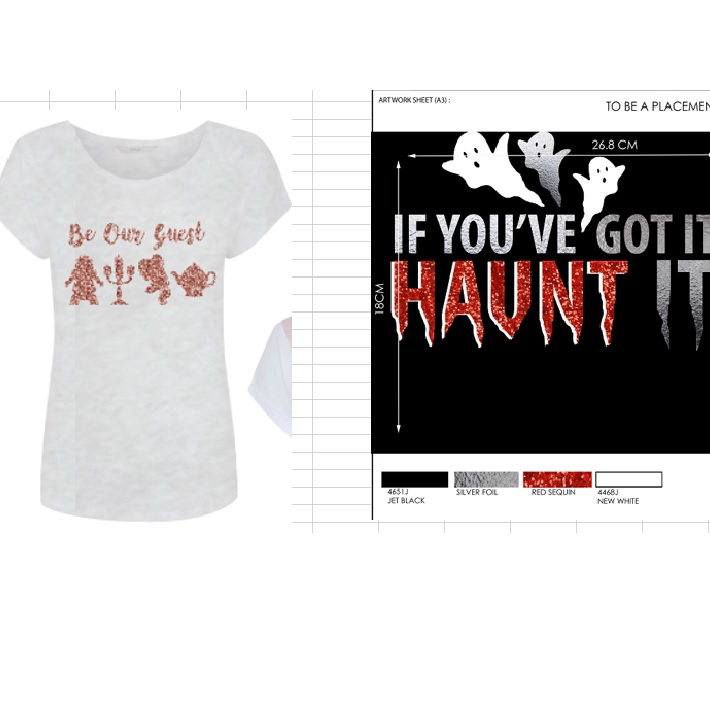 Be Our Guest
ART WORK SHEIET (A3) :
TO BE A PLACEMEN
26.8 CM
18CM
IF YOU'VE GOT IT
HAUNT IT
4651J
JET BLACK
SILVER FOIL
RED SEQUIN
4468J
NEW WHITE